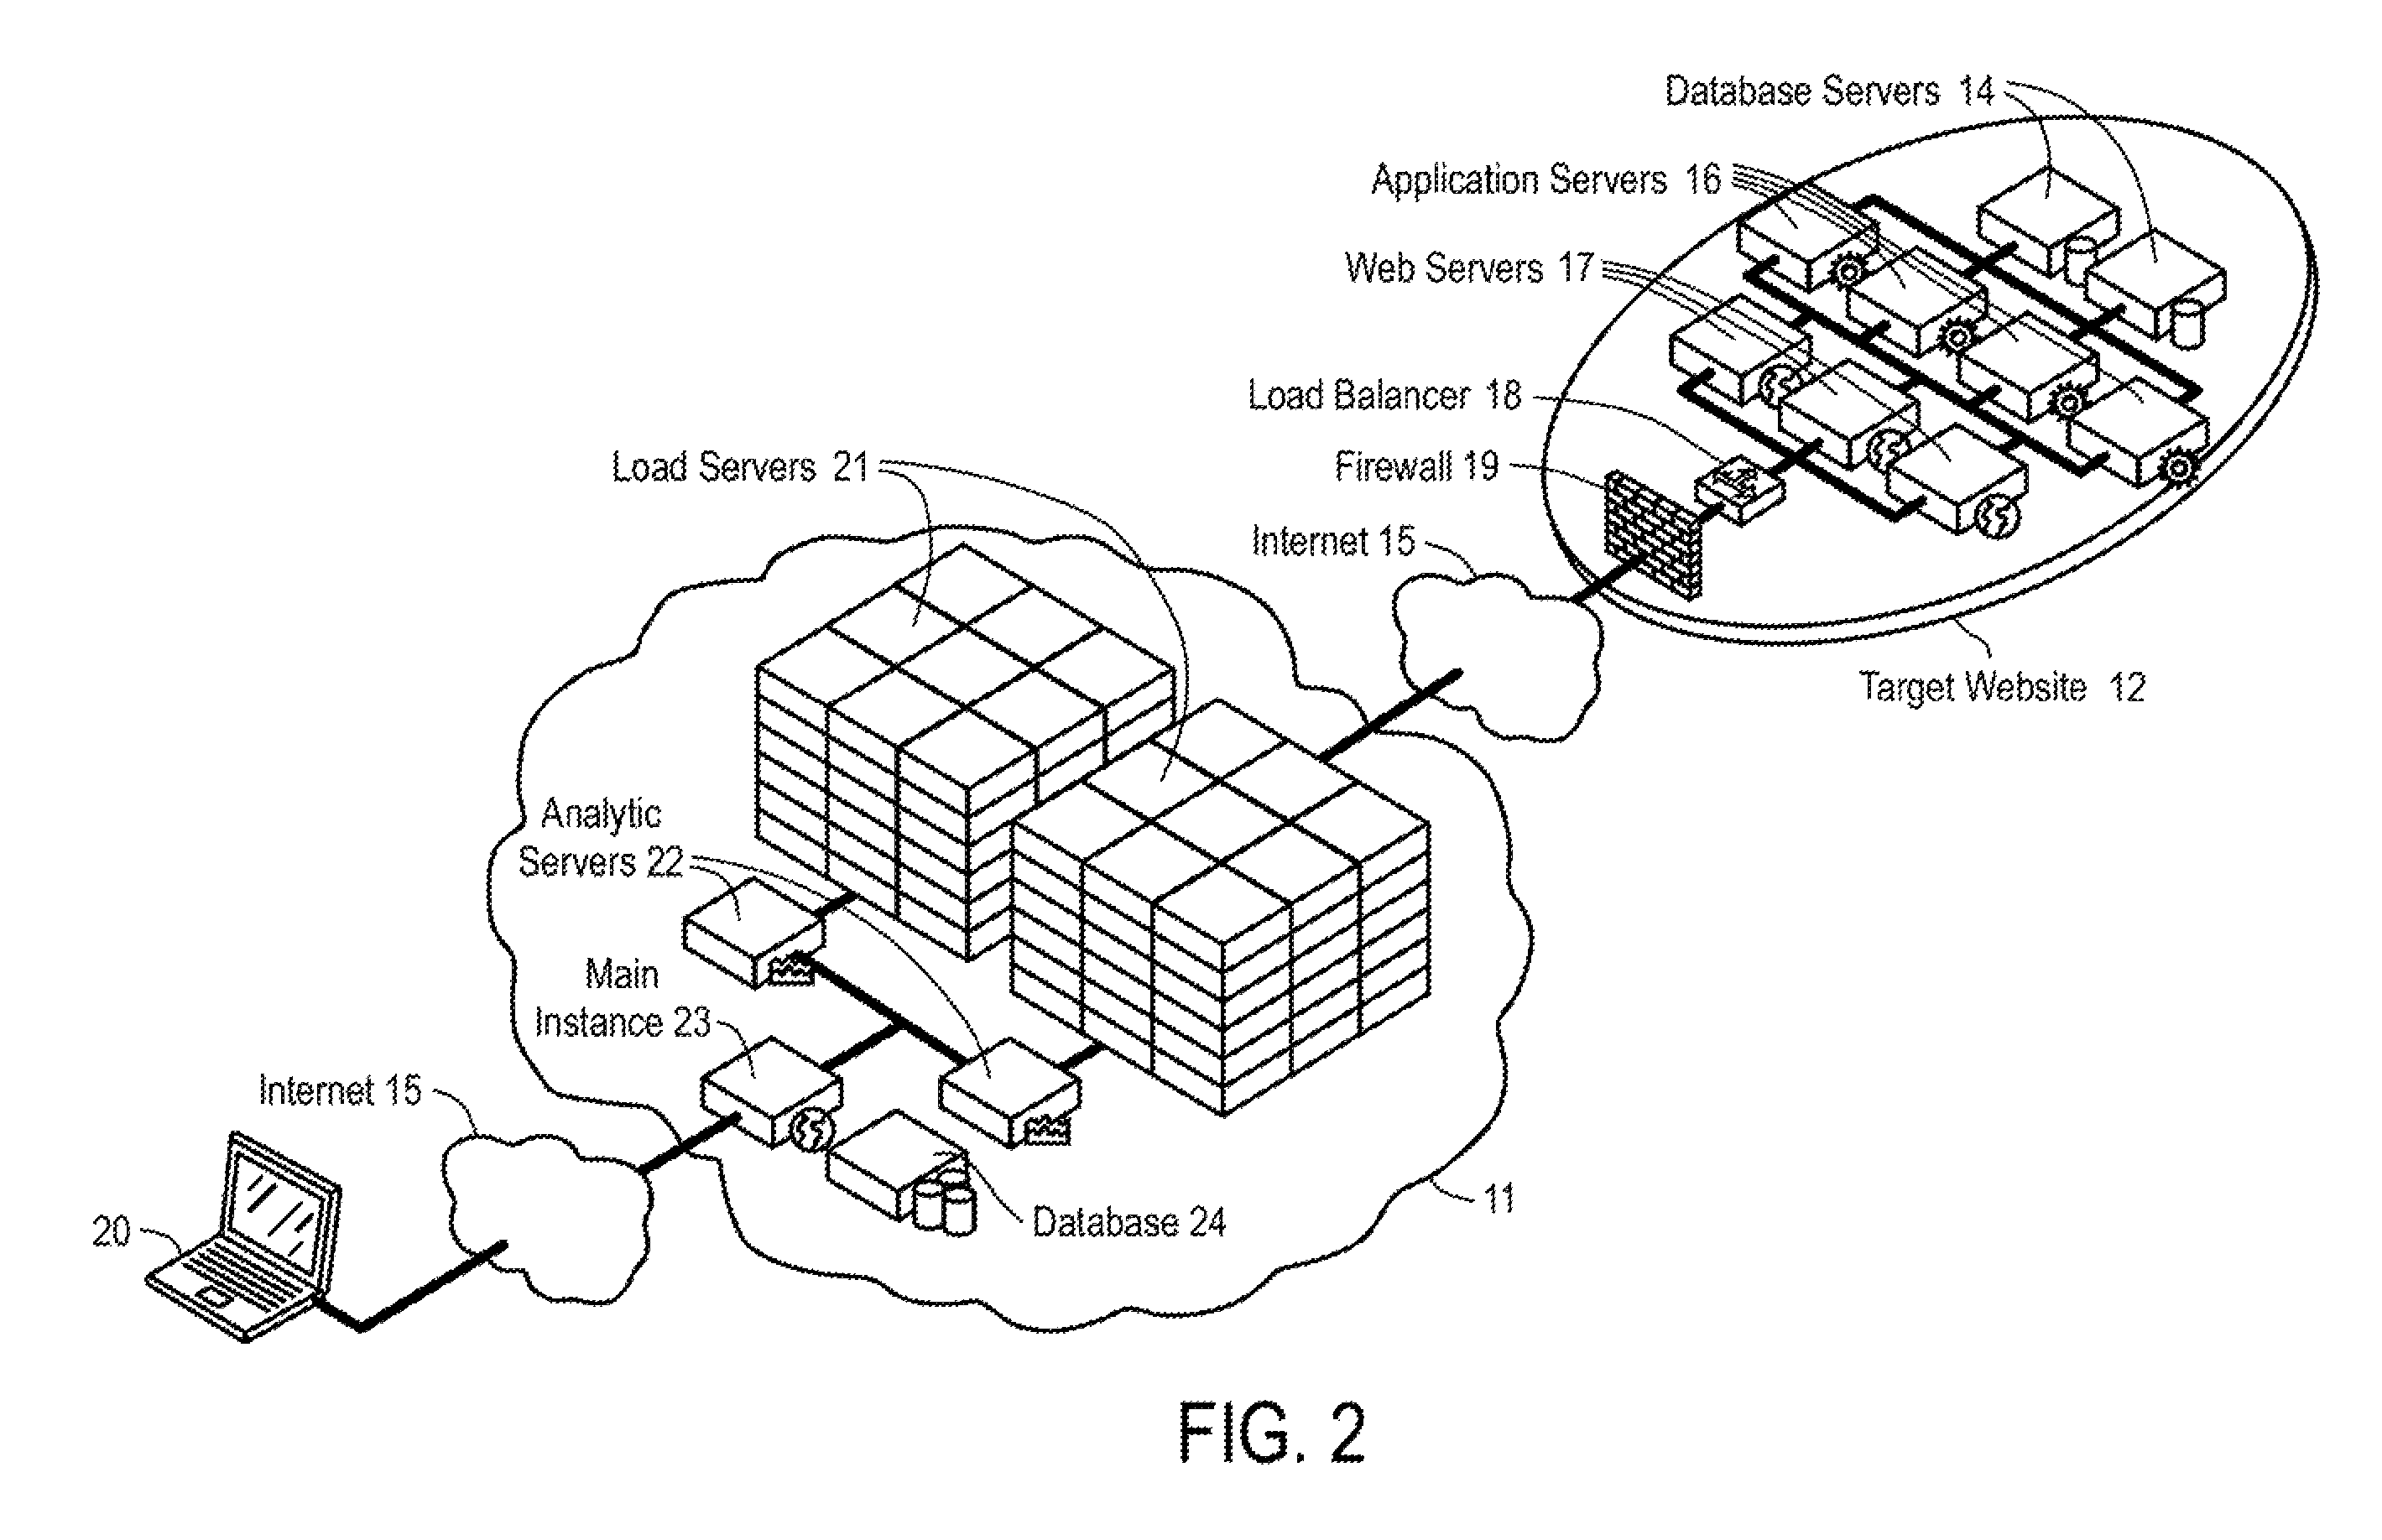 Database Servers 14
Application Servers 16
Web Servers 17
Load Balancer 18
Load Servers 21
Firewall 19
Internet 15
Target Website 12
Analytic
Servers 22
Main
Instance 23
Internet 15
11
20
Database 24
FIG. 2